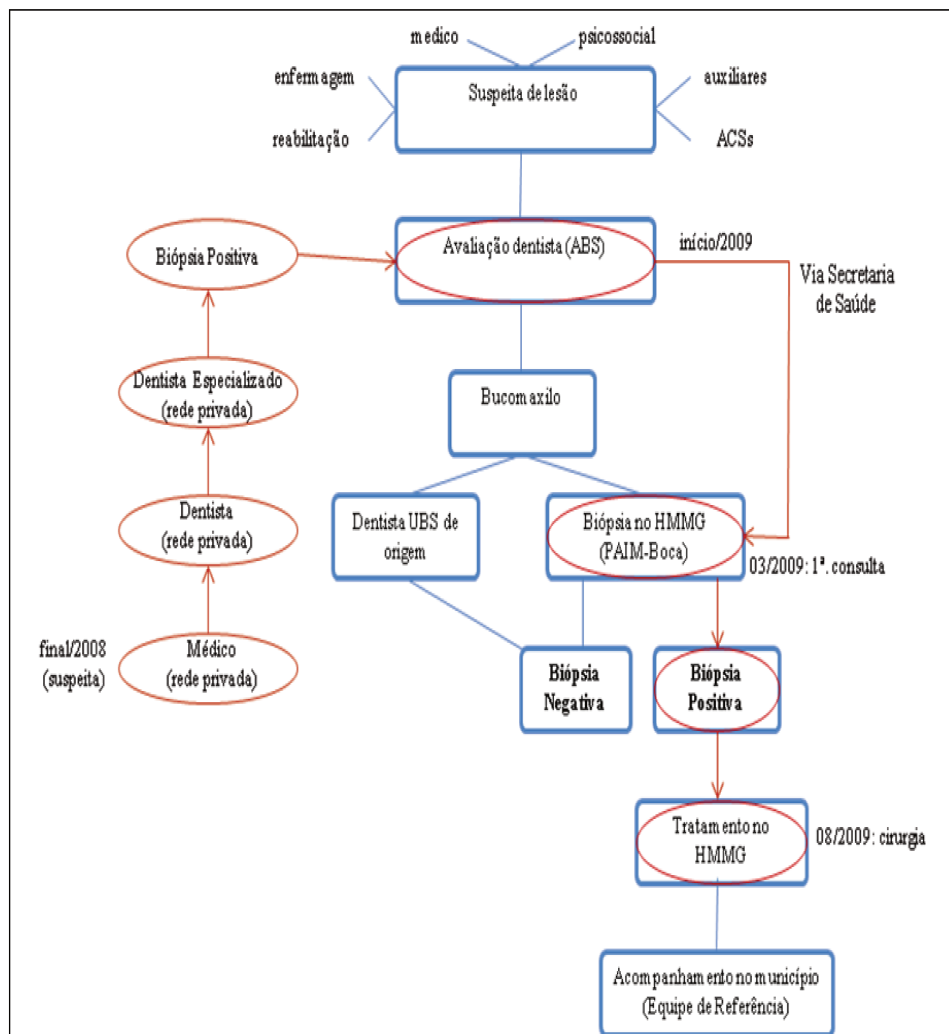 medico
psicossocial
enfermagem
Suspeita de lesão
auxiliares
reabilitação
ACSs
Biópsia Positiva
Avaliação dentista (ABS)
início/2009
Via Secretaria
de Saúde
Dentista Especializado
(rede privada)
Bucomaxilo
Dentista
(rede privada)
Dentista UBS de
origem
Biópsia no HMMG
(PAIM-Boca)
03/2009: 1ª. consulta
final/2008
(suspeita)
Médico
(rede privada)
Biópsia
Negativa
Biópsia
Positiva
Tratamento no
HMMG
08/2009: cirurgia
Acompanhamento no município
(Equipe de Referência)